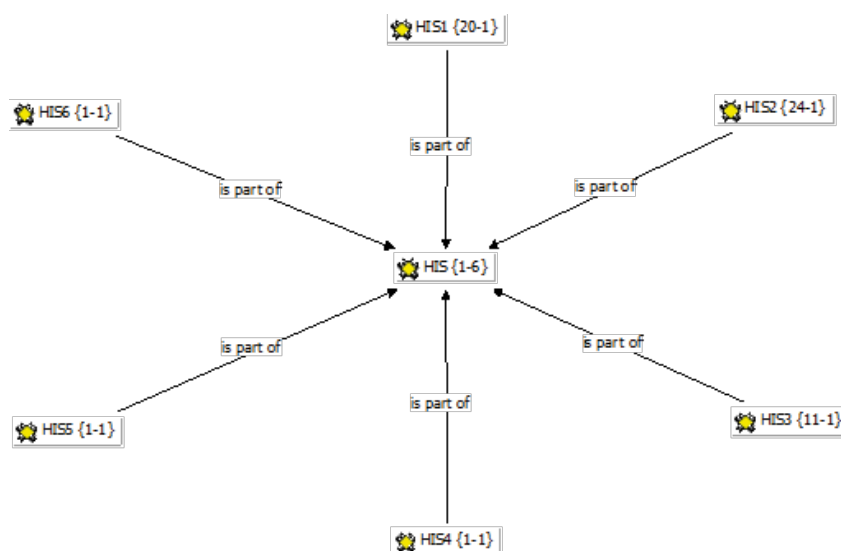 HIS1 {20-1}
HIS6 {1-1}
HIS2 {24-1}
is part of
is part of
is part of
HIS {1-6}
is part of
is part of
is part of
HIS5 {1-1}
HIS3 {11-1}
HIS4 {1-1}